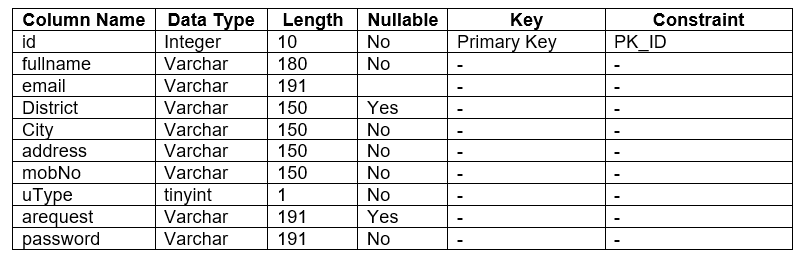 Column Name Data Type Length Nullable Key Constraint
id Integer 10 No Primary Key PK_ID
fullname Varchar 180 No - -
email Varchar 191 - -
District Varchar 150 Yes - -
City Varchar 150 No - -
address Varchar 150 No - -
mobNo Varchar 150 No - -
uType tinyint 1 No - -
arequest Varchar 191 Yes - -
password Varchar 191 No - -